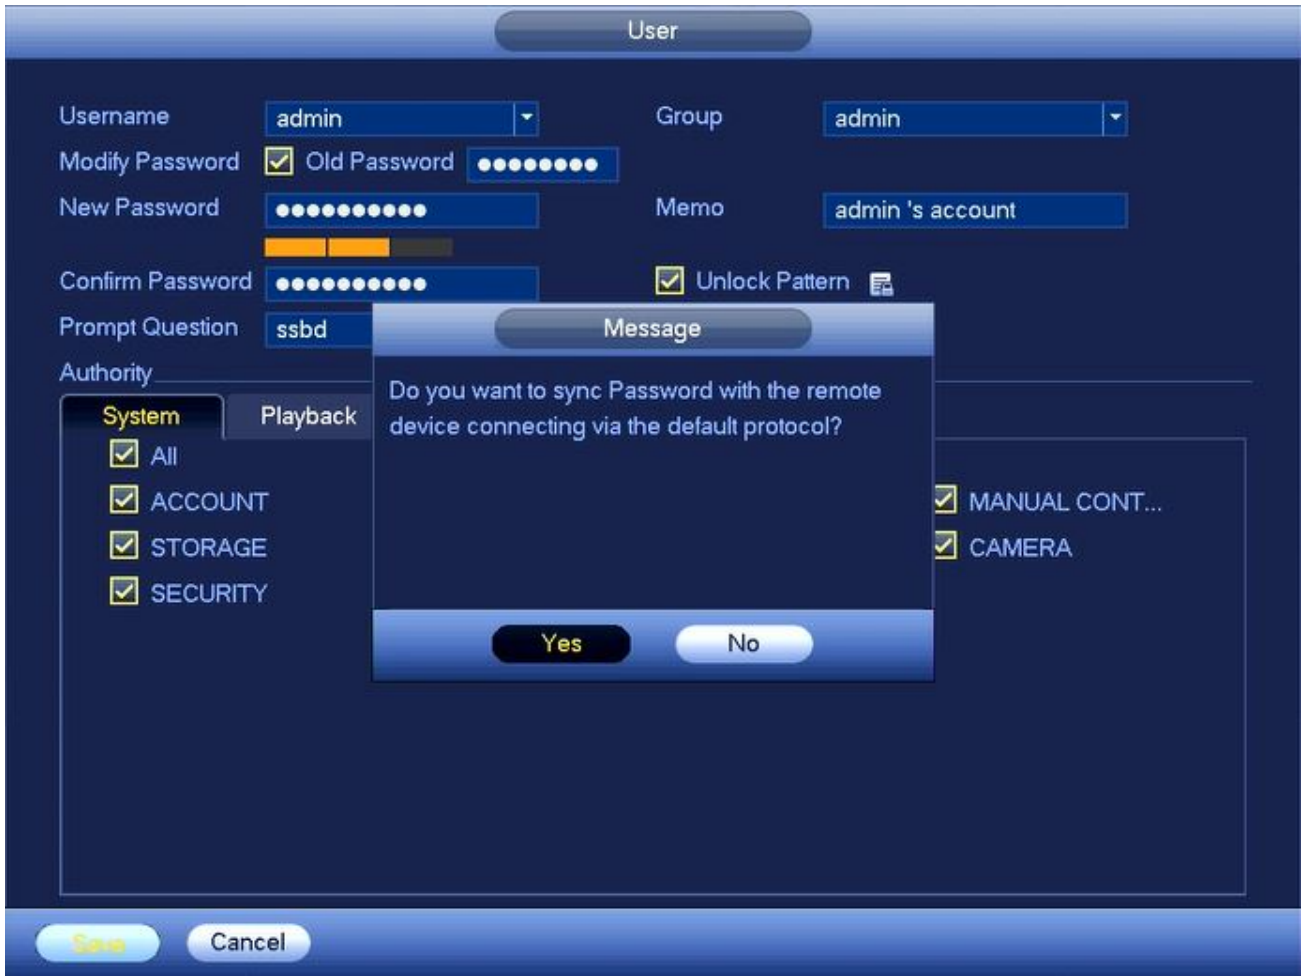 User
Username admin Group admin
Modify Password Old Password ●●●●●●●●
New Password ●●●●●●●●●● Memo admin 's account
Confirm Password ●●●●●●●●●● Unlock Pattern
Prompt Question ssbd
Message
Authority
Do you want to sync Password with the remote
device connecting via the default protocol?
System Playback
All
ACCOUNT MANUAL CONT...
STORAGE CAMERA
SECURITY
Yes No
Save Cancel